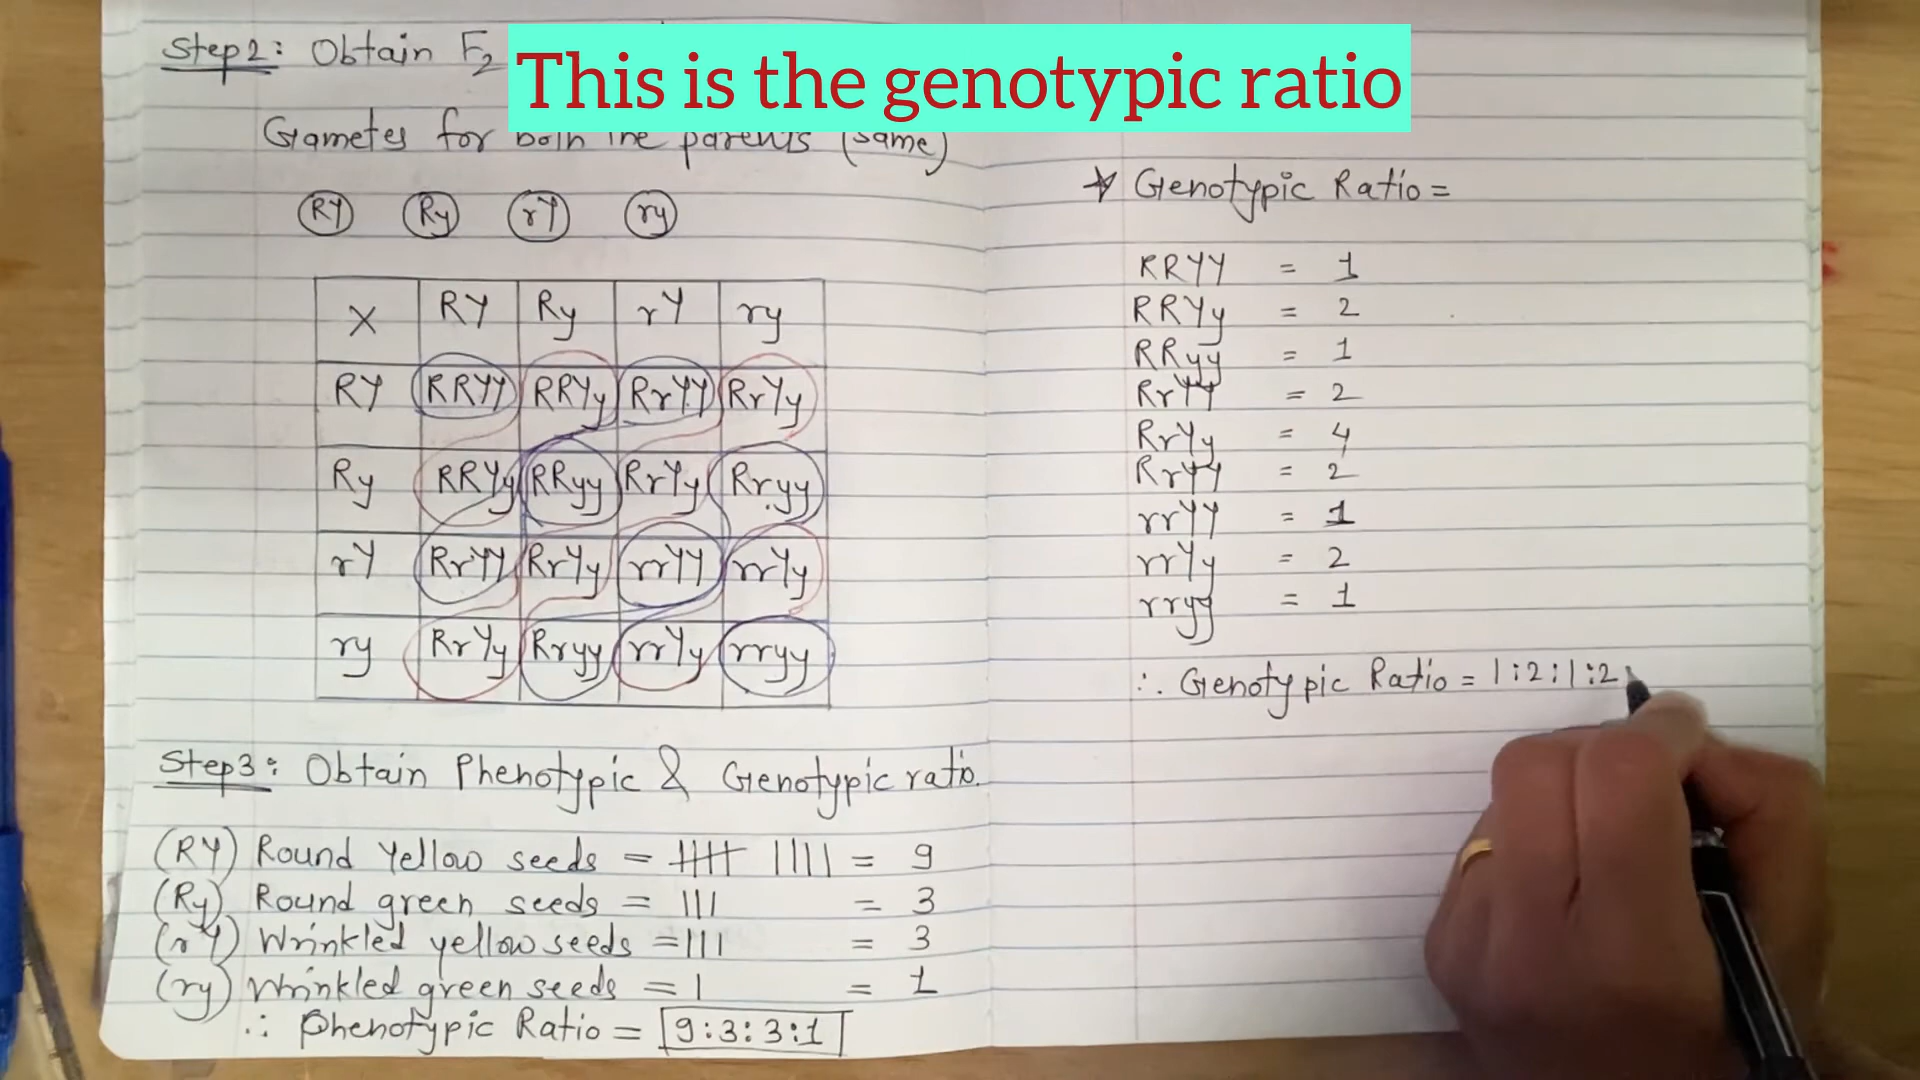 This is the genotypic ratio
Step2: Obtain F2
Gametes for both the parents (same)
RY Ry rY ry
X RY Ry rY ry
RY RRYY RRYy RrYY RrYy
Ry RRYy RRyy RrYy Rryy
rY RrYY RrYy rrYY rrYy
ry RrYy Rryy rrYy rryy
Step3: Obtain Phenotypic & Genotypic ratio.
(RY) Round Yellow seeds = |||| |||| = 9
(Ry) Round green seeds = ||| = 3
(rY) Wrinkled yellow seeds = ||| = 3
(ry) Wrinkled green seeds = | = 1
∴ Phenotypic Ratio = 9:3:3:1
Genotypic Ratio =
RRYY = 1
RRYy = 2
RRyy = 1
RrYY = 2
RrYy = 4
RrYY = 2
rrYY = 1
rrYy = 2
rryy = 1
∴ Genotypic Ratio = 1:2:1:2